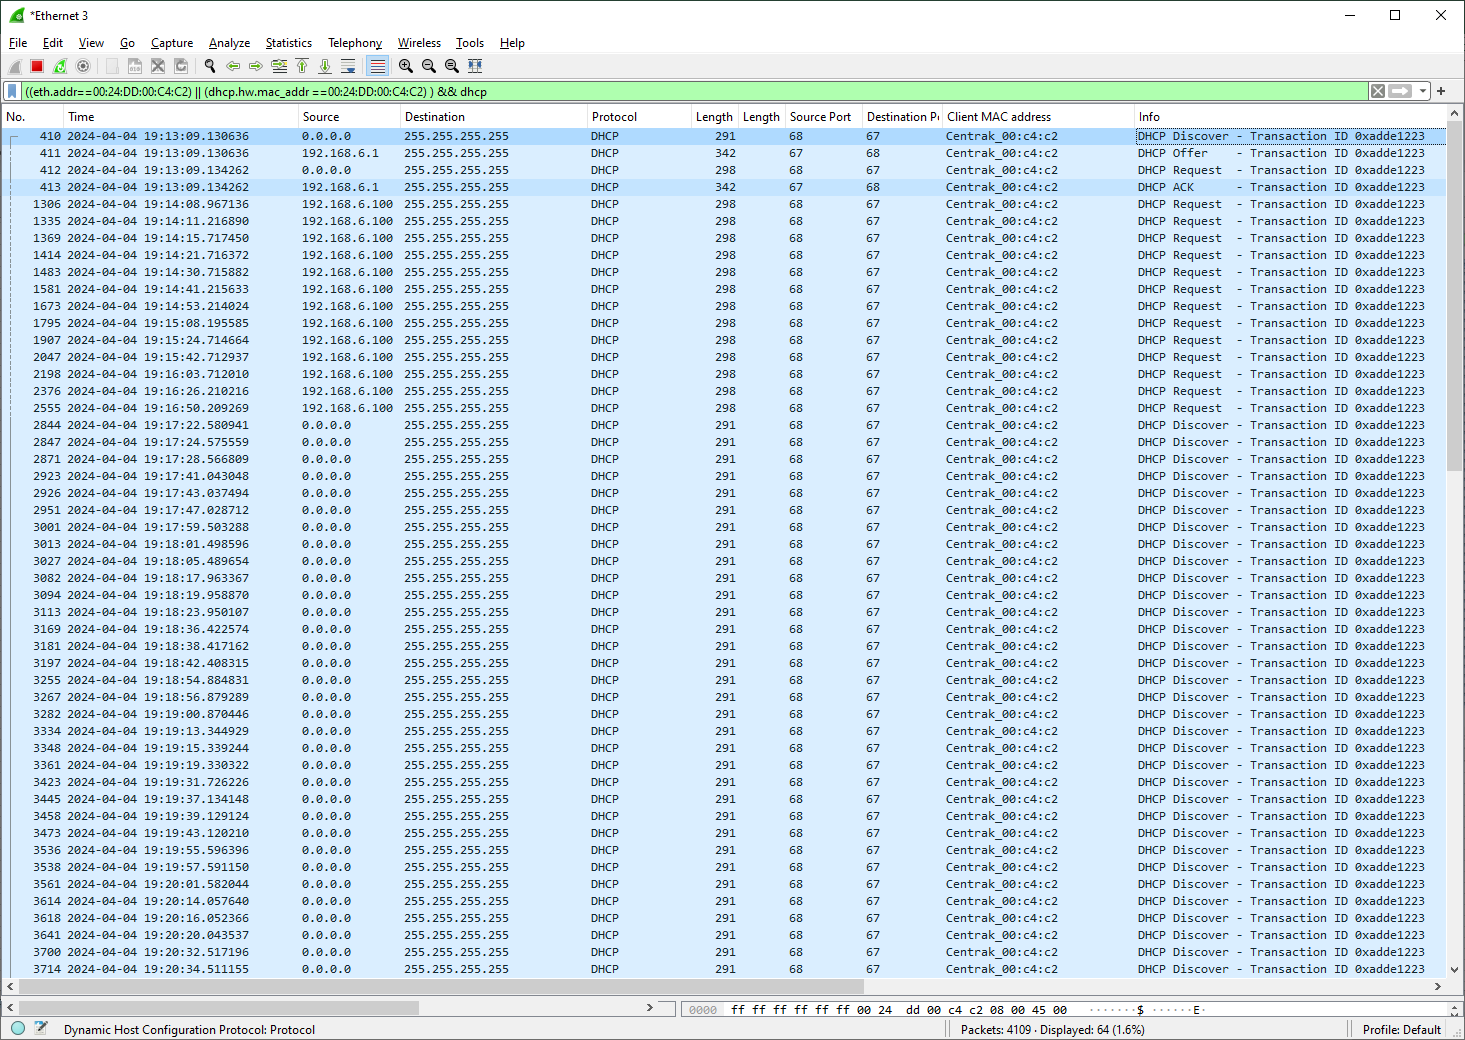 *Ethernet 3
File Edit View Go Capture Analyze Statistics Telephony Wireless Tools Help
((eth.addr==00:24:DD:00:C4:C2) || (dhcp.hw.mac_addr ==00:24:DD:00:C4:C2) ) && dhcp
No. Time Source Destination Protocol Length Length Source Port Destination P Client MAC address Info
410 2024-04-04 19:13:09.130636 0.0.0.0 255.255.255.255 DHCP 291 68 67 Centrak_00:c4:c2 DHCP Discover - Transaction ID 0xadde1223
411 2024-04-04 19:13:09.130636 192.168.6.1 255.255.255.255 DHCP 342 67 68 Centrak_00:c4:c2 DHCP Offer - Transaction ID 0xadde1223
412 2024-04-04 19:13:09.134262 0.0.0.0 255.255.255.255 DHCP 298 68 67 Centrak_00:c4:c2 DHCP Request - Transaction ID 0xadde1223
413 2024-04-04 19:13:09.134262 192.168.6.1 255.255.255.255 DHCP 342 67 68 Centrak_00:c4:c2 DHCP ACK - Transaction ID 0xadde1223
1306 2024-04-04 19:14:08.967136 192.168.6.100 255.255.255.255 DHCP 298 68 67 Centrak_00:c4:c2 DHCP Request - Transaction ID 0xadde1223
1335 2024-04-04 19:14:11.216890 192.168.6.100 255.255.255.255 DHCP 298 68 67 Centrak_00:c4:c2 DHCP Request - Transaction ID 0xadde1223
1369 2024-04-04 19:14:15.717450 192.168.6.100 255.255.255.255 DHCP 298 68 67 Centrak_00:c4:c2 DHCP Request - Transaction ID 0xadde1223
1414 2024-04-04 19:14:21.716372 192.168.6.100 255.255.255.255 DHCP 298 68 67 Centrak_00:c4:c2 DHCP Request - Transaction ID 0xadde1223
1483 2024-04-04 19:14:30.715882 192.168.6.100 255.255.255.255 DHCP 298 68 67 Centrak_00:c4:c2 DHCP Request - Transaction ID 0xadde1223
1581 2024-04-04 19:14:41.215633 192.168.6.100 255.255.255.255 DHCP 298 68 67 Centrak_00:c4:c2 DHCP Request - Transaction ID 0xadde1223
1673 2024-04-04 19:14:53.214024 192.168.6.100 255.255.255.255 DHCP 298 68 67 Centrak_00:c4:c2 DHCP Request - Transaction ID 0xadde1223
1795 2024-04-04 19:15:08.195585 192.168.6.100 255.255.255.255 DHCP 298 68 67 Centrak_00:c4:c2 DHCP Request - Transaction ID 0xadde1223
1907 2024-04-04 19:15:24.714664 192.168.6.100 255.255.255.255 DHCP 298 68 67 Centrak_00:c4:c2 DHCP Request - Transaction ID 0xadde1223
2047 2024-04-04 19:15:42.712937 192.168.6.100 255.255.255.255 DHCP 298 68 67 Centrak_00:c4:c2 DHCP Request - Transaction ID 0xadde1223
2198 2024-04-04 19:16:03.712010 192.168.6.100 255.255.255.255 DHCP 298 68 67 Centrak_00:c4:c2 DHCP Request - Transaction ID 0xadde1223
2376 2024-04-04 19:16:26.210216 192.168.6.100 255.255.255.255 DHCP 298 68 67 Centrak_00:c4:c2 DHCP Request - Transaction ID 0xadde1223
2555 2024-04-04 19:16:50.209269 192.168.6.100 255.255.255.255 DHCP 298 68 67 Centrak_00:c4:c2 DHCP Request - Transaction ID 0xadde1223
2844 2024-04-04 19:17:22.580941 0.0.0.0 255.255.255.255 DHCP 291 68 67 Centrak_00:c4:c2 DHCP Discover - Transaction ID 0xadde1223
2847 2024-04-04 19:17:24.575559 0.0.0.0 255.255.255.255 DHCP 291 68 67 Centrak_00:c4:c2 DHCP Discover - Transaction ID 0xadde1223
2871 2024-04-04 19:17:28.566809 0.0.0.0 255.255.255.255 DHCP 291 68 67 Centrak_00:c4:c2 DHCP Discover - Transaction ID 0xadde1223
2923 2024-04-04 19:17:41.043048 0.0.0.0 255.255.255.255 DHCP 291 68 67 Centrak_00:c4:c2 DHCP Discover - Transaction ID 0xadde1223
2926 2024-04-04 19:17:43.037494 0.0.0.0 255.255.255.255 DHCP 291 68 67 Centrak_00:c4:c2 DHCP Discover - Transaction ID 0xadde1223
2951 2024-04-04 19:17:47.028712 0.0.0.0 255.255.255.255 DHCP 291 68 67 Centrak_00:c4:c2 DHCP Discover - Transaction ID 0xadde1223
3001 2024-04-04 19:17:59.503288 0.0.0.0 255.255.255.255 DHCP 291 68 67 Centrak_00:c4:c2 DHCP Discover - Transaction ID 0xadde1223
3013 2024-04-04 19:18:01.498596 0.0.0.0 255.255.255.255 DHCP 291 68 67 Centrak_00:c4:c2 DHCP Discover - Transaction ID 0xadde1223
3027 2024-04-04 19:18:05.489654 0.0.0.0 255.255.255.255 DHCP 291 68 67 Centrak_00:c4:c2 DHCP Discover - Transaction ID 0xadde1223
3082 2024-04-04 19:18:17.963367 0.0.0.0 255.255.255.255 DHCP 291 68 67 Centrak_00:c4:c2 DHCP Discover - Transaction ID 0xadde1223
3094 2024-04-04 19:18:19.958870 0.0.0.0 255.255.255.255 DHCP 291 68 67 Centrak_00:c4:c2 DHCP Discover - Transaction ID 0xadde1223
3113 2024-04-04 19:18:23.950107 0.0.0.0 255.255.255.255 DHCP 291 68 67 Centrak_00:c4:c2 DHCP Discover - Transaction ID 0xadde1223
3169 2024-04-04 19:18:36.422574 0.0.0.0 255.255.255.255 DHCP 291 68 67 Centrak_00:c4:c2 DHCP Discover - Transaction ID 0xadde1223
3181 2024-04-04 19:18:38.417162 0.0.0.0 255.255.255.255 DHCP 291 68 67 Centrak_00:c4:c2 DHCP Discover - Transaction ID 0xadde1223
3197 2024-04-04 19:18:42.408315 0.0.0.0 255.255.255.255 DHCP 291 68 67 Centrak_00:c4:c2 DHCP Discover - Transaction ID 0xadde1223
3255 2024-04-04 19:18:54.884831 0.0.0.0 255.255.255.255 DHCP 291 68 67 Centrak_00:c4:c2 DHCP Discover - Transaction ID 0xadde1223
3267 2024-04-04 19:18:56.879289 0.0.0.0 255.255.255.255 DHCP 291 68 67 Centrak_00:c4:c2 DHCP Discover - Transaction ID 0xadde1223
3282 2024-04-04 19:19:00.870446 0.0.0.0 255.255.255.255 DHCP 291 68 67 Centrak_00:c4:c2 DHCP Discover - Transaction ID 0xadde1223
3334 2024-04-04 19:19:13.344929 0.0.0.0 255.255.255.255 DHCP 291 68 67 Centrak_00:c4:c2 DHCP Discover - Transaction ID 0xadde1223
3348 2024-04-04 19:19:15.339244 0.0.0.0 255.255.255.255 DHCP 291 68 67 Centrak_00:c4:c2 DHCP Discover - Transaction ID 0xadde1223
3361 2024-04-04 19:19:19.330322 0.0.0.0 255.255.255.255 DHCP 291 68 67 Centrak_00:c4:c2 DHCP Discover - Transaction ID 0xadde1223
3423 2024-04-04 19:19:31.726226 0.0.0.0 255.255.255.255 DHCP 291 68 67 Centrak_00:c4:c2 DHCP Discover - Transaction ID 0xadde1223
3445 2024-04-04 19:19:37.134148 0.0.0.0 255.255.255.255 DHCP 291 68 67 Centrak_00:c4:c2 DHCP Discover - Transaction ID 0xadde1223
3458 2024-04-04 19:19:39.129124 0.0.0.0 255.255.255.255 DHCP 291 68 67 Centrak_00:c4:c2 DHCP Discover - Transaction ID 0xadde1223
3473 2024-04-04 19:19:43.120210 0.0.0.0 255.255.255.255 DHCP 291 68 67 Centrak_00:c4:c2 DHCP Discover - Transaction ID 0xadde1223
3536 2024-04-04 19:19:55.596396 0.0.0.0 255.255.255.255 DHCP 291 68 67 Centrak_00:c4:c2 DHCP Discover - Transaction ID 0xadde1223
3538 2024-04-04 19:19:57.591150 0.0.0.0 255.255.255.255 DHCP 291 68 67 Centrak_00:c4:c2 DHCP Discover - Transaction ID 0xadde1223
3561 2024-04-04 19:20:01.582044 0.0.0.0 255.255.255.255 DHCP 291 68 67 Centrak_00:c4:c2 DHCP Discover - Transaction ID 0xadde1223
3614 2024-04-04 19:20:14.057640 0.0.0.0 255.255.255.255 DHCP 291 68 67 Centrak_00:c4:c2 DHCP Discover - Transaction ID 0xadde1223
3618 2024-04-04 19:20:16.052366 0.0.0.0 255.255.255.255 DHCP 291 68 67 Centrak_00:c4:c2 DHCP Discover - Transaction ID 0xadde1223
3641 2024-04-04 19:20:20.043537 0.0.0.0 255.255.255.255 DHCP 291 68 67 Centrak_00:c4:c2 DHCP Discover - Transaction ID 0xadde1223
3700 2024-04-04 19:20:32.517196 0.0.0.0 255.255.255.255 DHCP 291 68 67 Centrak_00:c4:c2 DHCP Discover - Transaction ID 0xadde1223
3714 2024-04-04 19:20:34.511155 0.0.0.0 255.255.255.255 DHCP 291 68 67 Centrak_00:c4:c2 DHCP Discover - Transaction ID 0xadde1223
0000 ff ff ff ff ff ff 00 24 dd 00 c4 c2 08 00 45 00 ·······$ ······E·
Dynamic Host Configuration Protocol: Protocol Packets: 4109 · Displayed: 64 (1.6%) Profile: Default